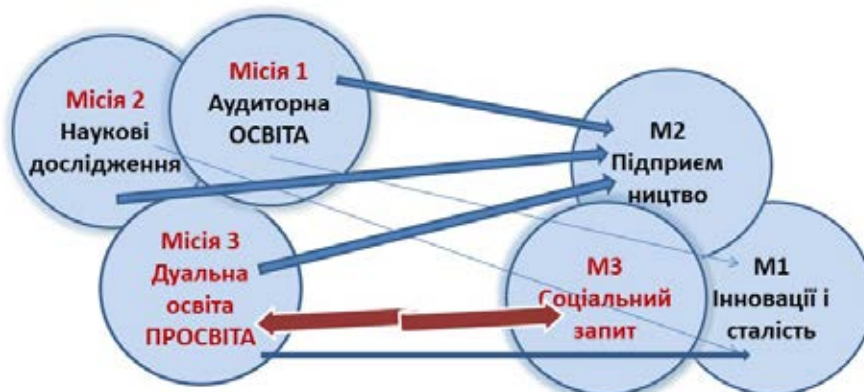 Місія 1
Аудиторна
ОСВІТА
Місія 2
Наукові
дослідження
Місія 3
Дуальна
освіта
ПРОСВІТА
М2
Підприєм
ництво
М3
Соціальний
запит
М1
Інновації і
сталість